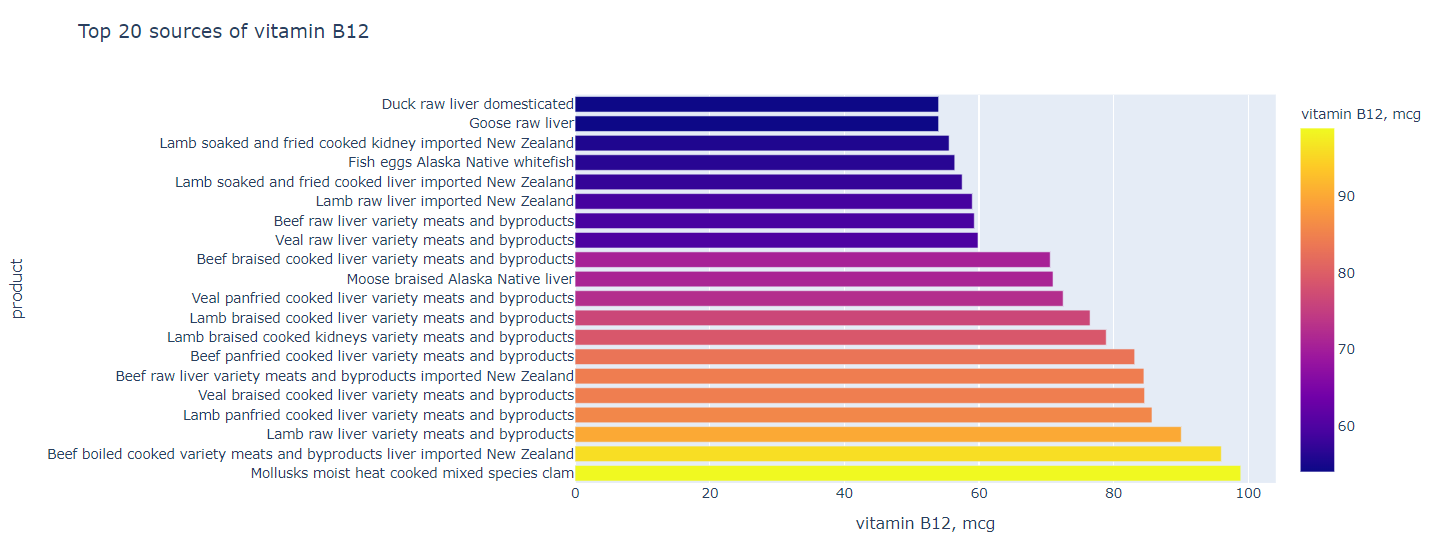 Top 20 sources of vitamin B12
product
Duck raw liver domesticated
Goose raw liver
Lamb soaked and fried cooked kidney imported New Zealand
Fish eggs Alaska Native whitefish
Lamb soaked and fried cooked liver imported New Zealand
Lamb raw liver imported New Zealand
Beef raw liver variety meats and byproducts
Veal raw liver variety meats and byproducts
Beef braised cooked liver variety meats and byproducts
Moose braised Alaska Native liver
Veal panfried cooked liver variety meats and byproducts
Lamb braised cooked liver variety meats and byproducts
Lamb braised cooked kidneys variety meats and byproducts
Beef panfried cooked liver variety meats and byproducts
Beef raw liver variety meats and byproducts imported New Zealand
Veal braised cooked liver variety meats and byproducts
Lamb panfried cooked liver variety meats and byproducts
Lamb raw liver variety meats and byproducts
Beef boiled cooked variety meats and byproducts liver imported New Zealand
Mollusks moist heat cooked mixed species clam
0 20 40 60 80 100
vitamin B12, mcg
vitamin B12, mcg
90
80
70
60